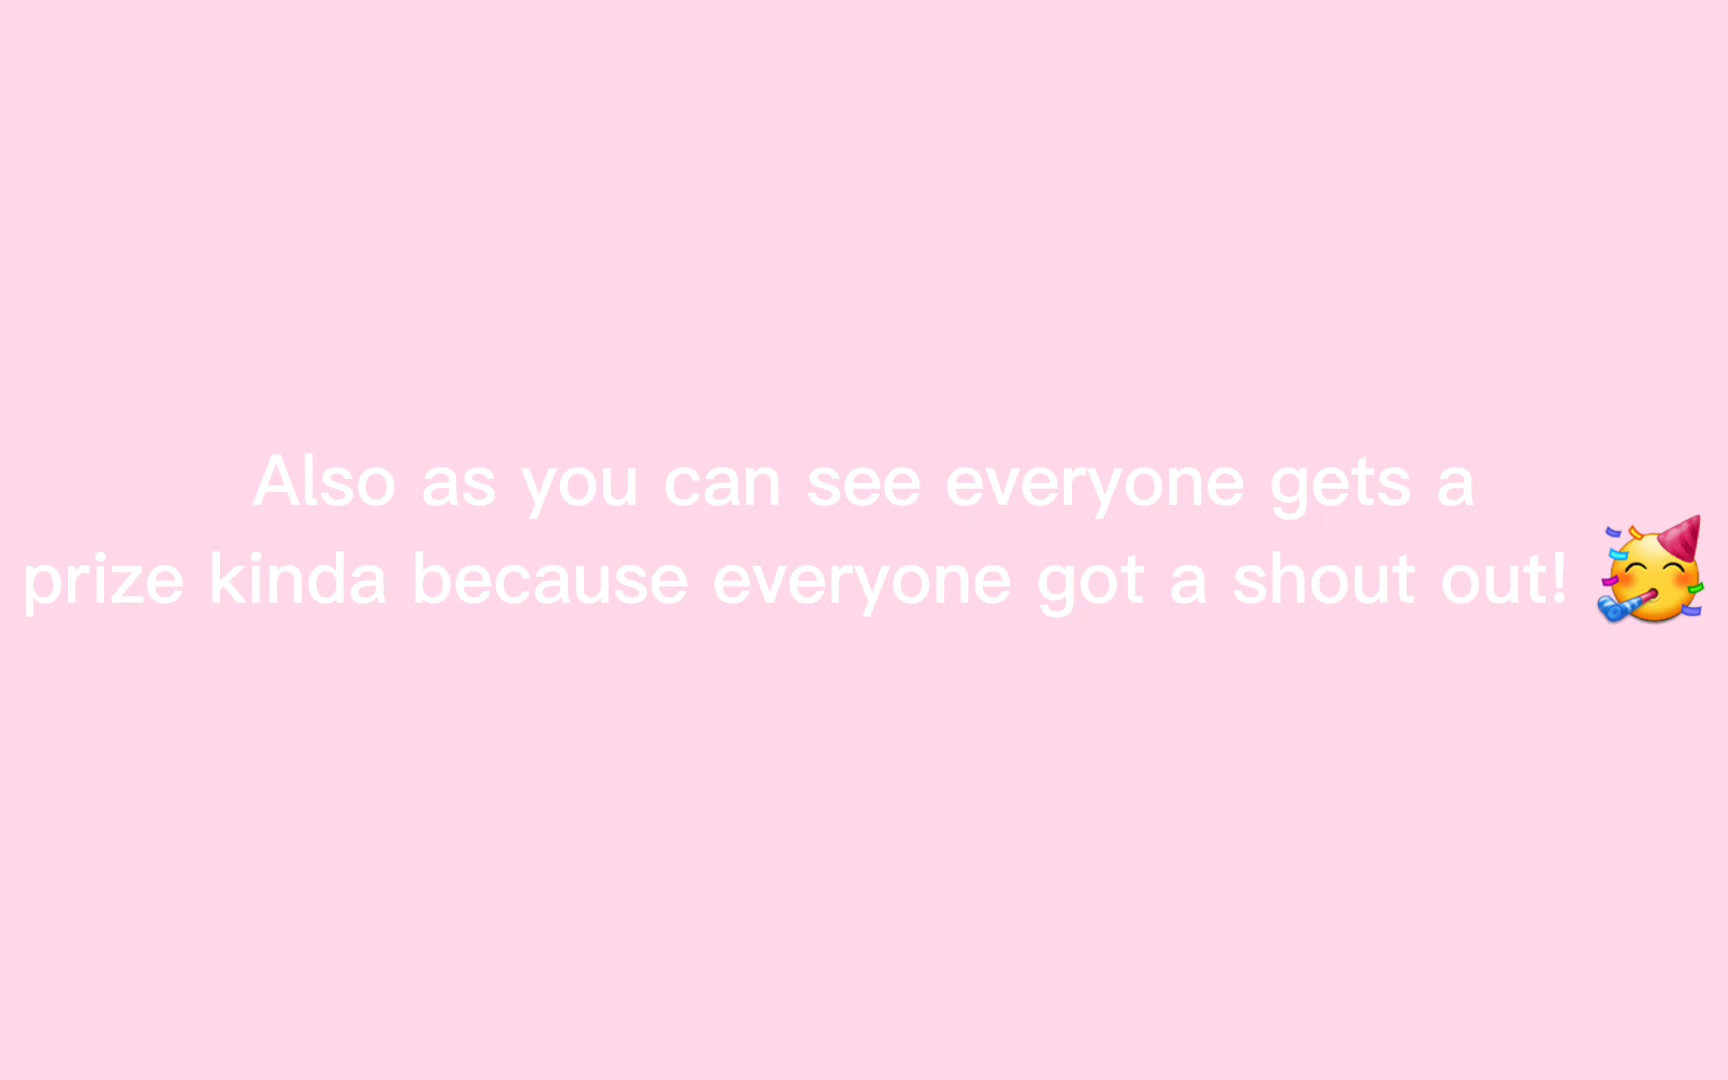 Also as you can see everyone gets a
prize kinda because everyone got a shout out! 🥳